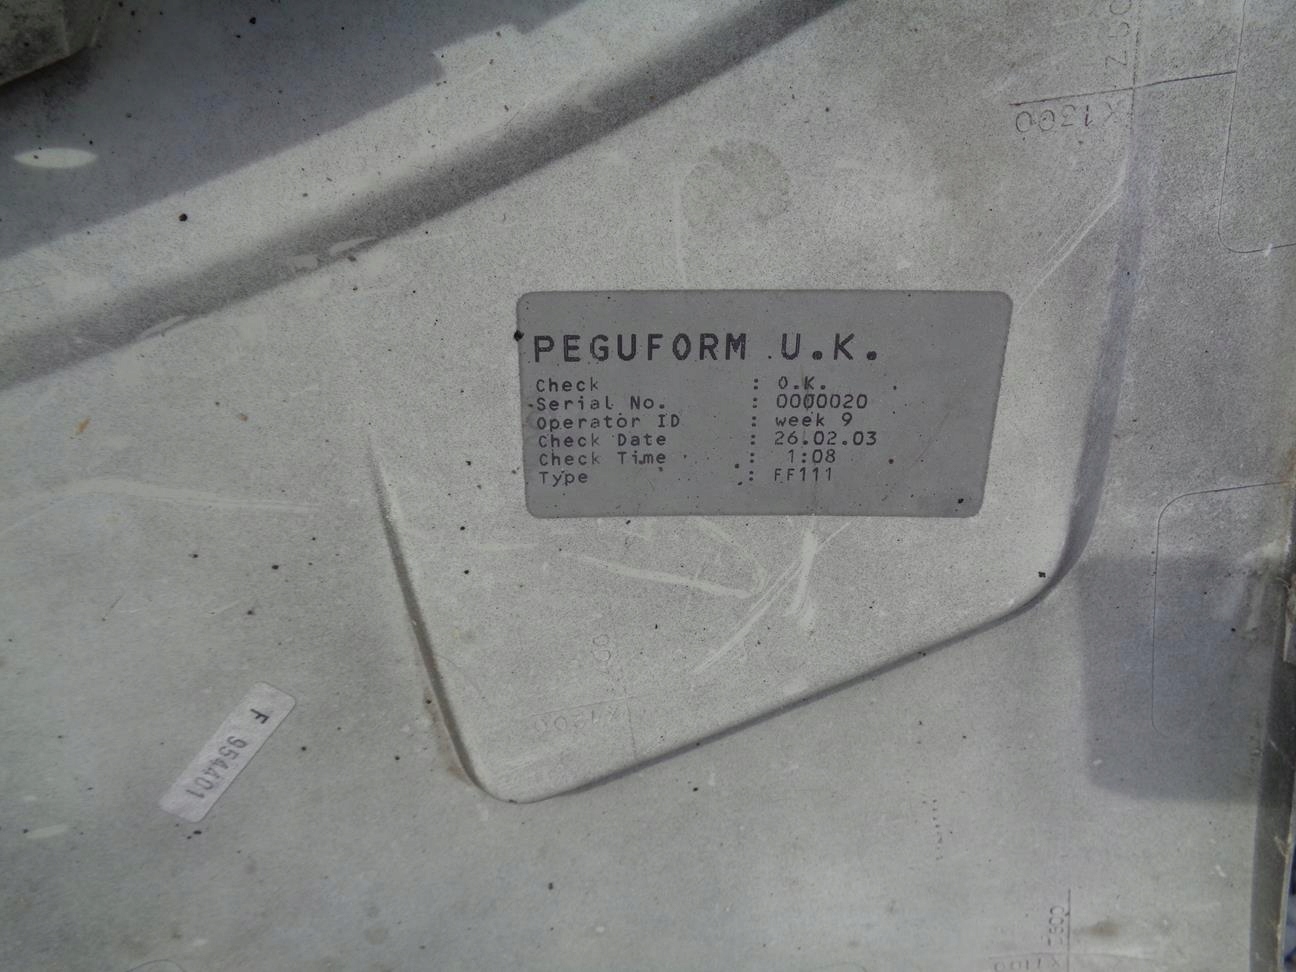 X1300
PEGUFORM U.K.
Check : O.K.
Serial No. : 0000020
Operator ID : week 9
Check Date : 26.02.03
Check Time : 1:08
Type : FF111
X1200
F 954401